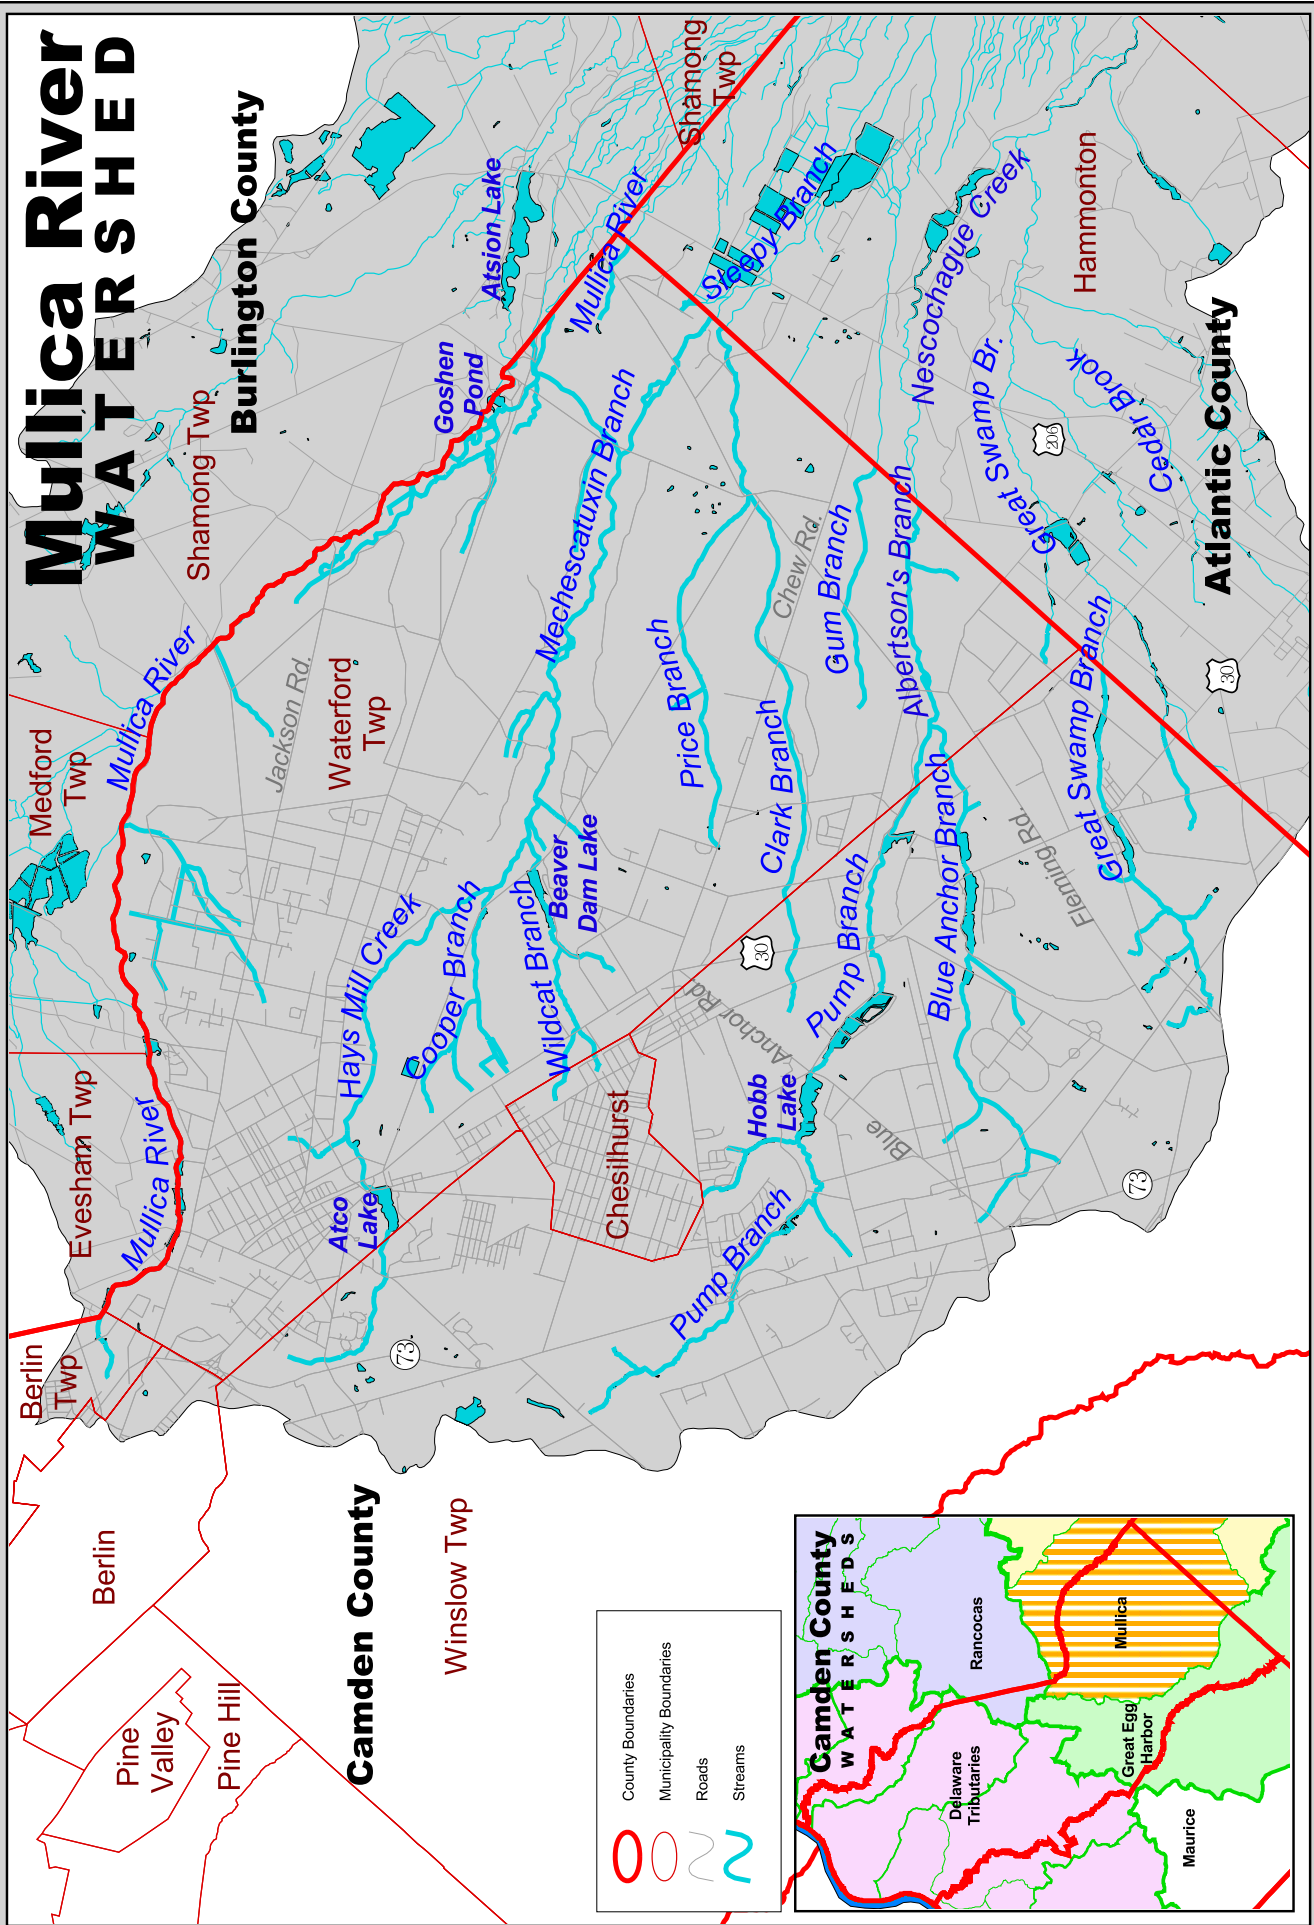 Mullica River
WATERSHED
Burlington County
Shamong Twp
Shamong
Twp
Atsion Lake
Mullica River
Goshen
Pond
Sleepy Branch
Nescochague Creek
Hammonton
Great Swamp Br.
206
Cedar Brook
Atlantic County
Mechescatuxin Branch
Chew Rd.
Gum Branch
Albertson's Branch
Great Swamp Branch
30
Medford
Twp
Mullica River
Jackson Rd.
Waterford
Twp
Price Branch
Clark Branch
Beaver
Dam Lake
Pump Branch
Blue Anchor Branch
Fleming Rd.
Hays Mill Creek
Cooper Branch
Wildcat Branch
30
Blue Anchor Rd.
Evesham Twp
Mullica River
Atco
Lake
Chesilhurst
Hobb
Lake
Pump Branch
73
73
Berlin
Twp
Berlin
Pine
Valley
Pine Hill
Camden County
Winslow Twp
County Boundaries
Municipality Boundaries
Roads
Streams
Camden County
WATERSHEDS
Rancocas
Mullica
Delaware
Tributaries
Great Egg
Harbor
Maurice